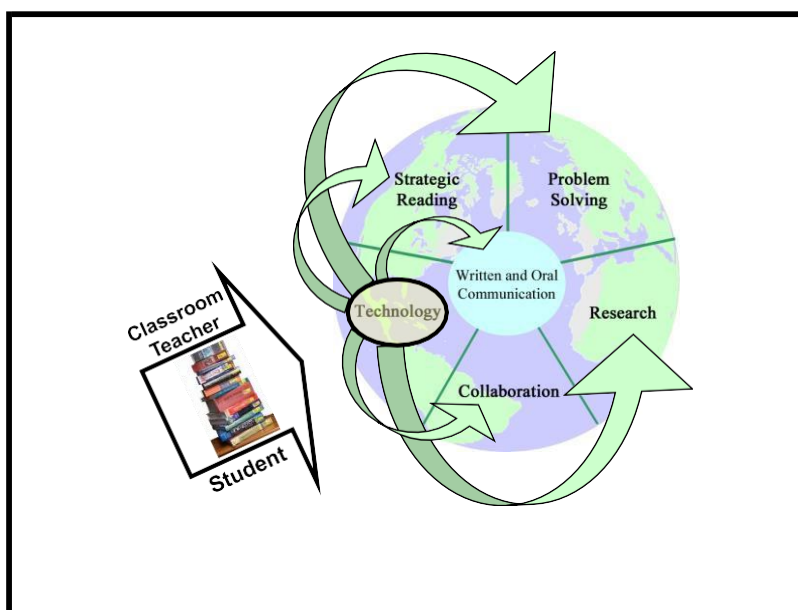 Strategic
Reading
Problem
Solving
Written and Oral
Communication
Technology
Research
Collaboration
Classroom
Teacher
Student